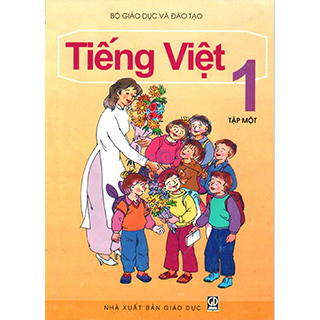 BỘ GIÁO DỤC VÀ ĐÀO TẠO
Tiếng Việt
1
TẬP MỘT
NHÀ XUẤT BẢN GIÁO DỤC